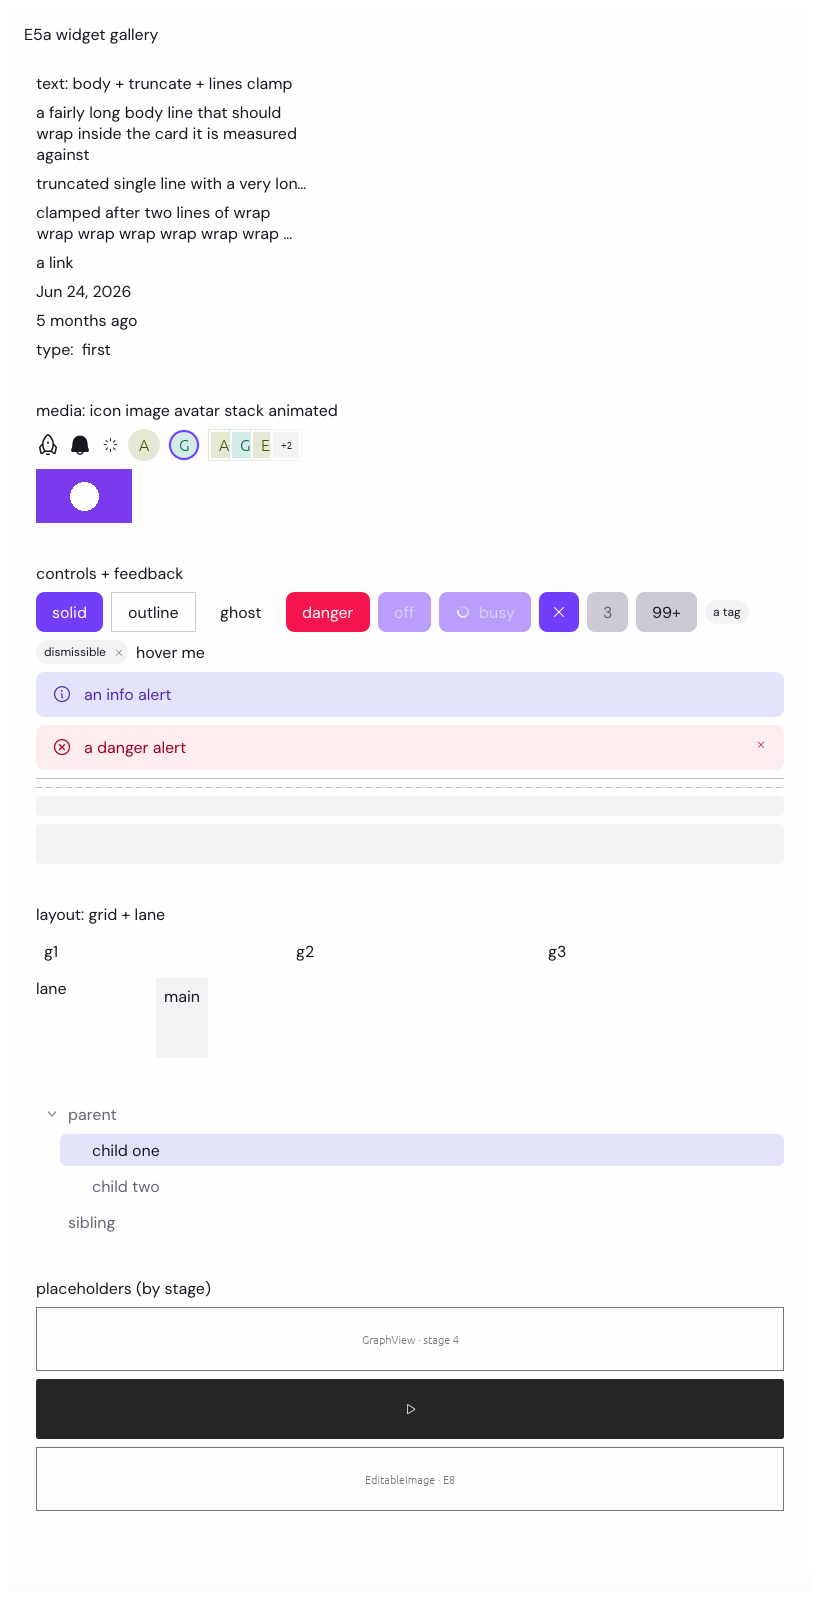 E5a widget gallery
text: body + truncate + lines clamp
a fairly long body line that should
wrap inside the card it is measured
against
truncated single line with a very lon...
clamped after two lines of wrap
wrap wrap wrap wrap wrap wrap ...
a link
Jun 24, 2026
5 months ago
type: first
media: icon image avatar stack animated
A G A G E +2
controls + feedback
solid outline ghost danger off busy 3 99+ a tag
dismissible hover me
an info alert
a danger alert
layout: grid + lane
g1 g2 g3
lane main
parent
child one
child two
sibling
placeholders (by stage)
GraphView · stage 4
EditableImage · E8